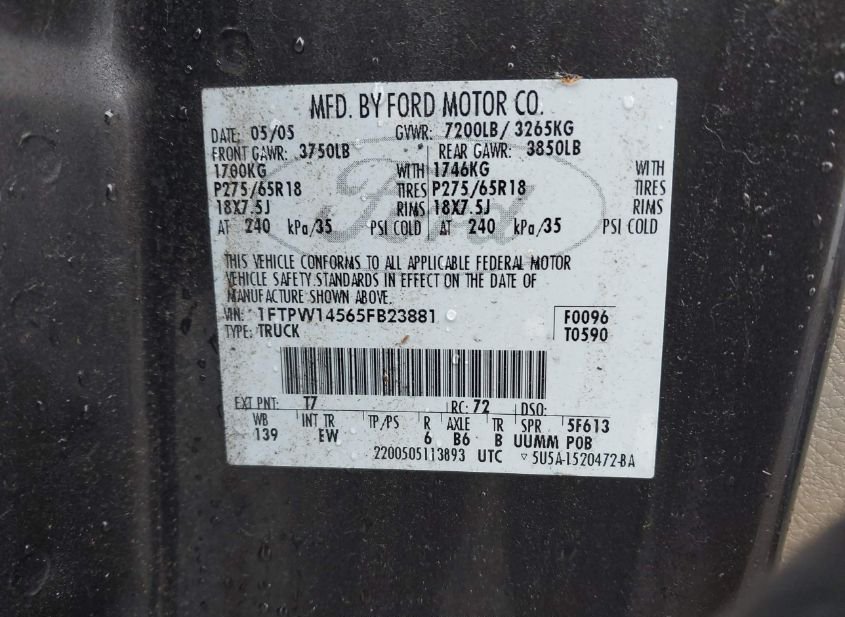 MFD. BY FORD MOTOR CO.
DATE: 05/05 GVWR: 7200LB/ 3265KG
FRONT GAWR: 3750LB REAR GAWR: 3850LB
1700KG WITH 1746KG WITH
P275/65R18 TIRES P275/65R18 TIRES
18X7.5J RIMS 18X7.5J RIMS
AT 240 kPa/35 PSI COLD AT 240 kPa/35 PSI COLD
Ford
THIS VEHICLE CONFORMS TO ALL APPLICABLE FEDERAL MOTOR
VEHICLE SAFETY STANDARDS IN EFFECT ON THE DATE OF
MANUFACTURE SHOWN ABOVE.
VIN: 1FTPW14565FB23881 F0096
TYPE: TRUCK T0590
EXT PNT: T7 RC: 72 DSO:
WB INT TR TP/PS R AXLE TR SPR 5F613
139 EW 6 B6 B UUMM POB
2200505113893 UTC ▽ 5U5A-1520472-BA